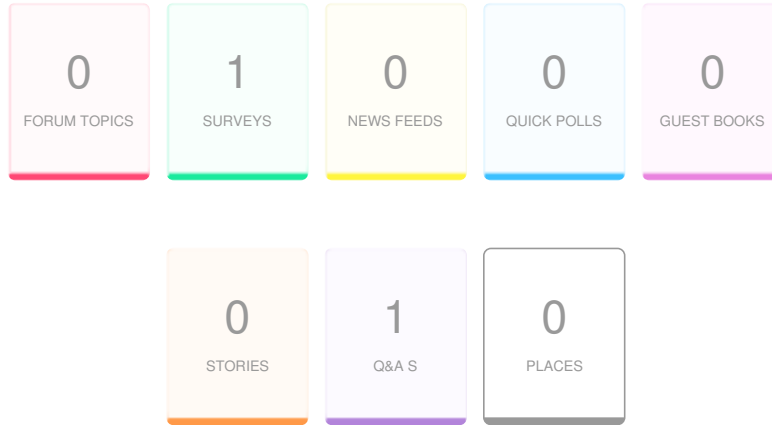 0 1 0 0 0
FORUM TOPICS SURVEYS NEWS FEEDS QUICK POLLS GUEST BOOKS
0 1 0
STORIES Q&A S PLACES